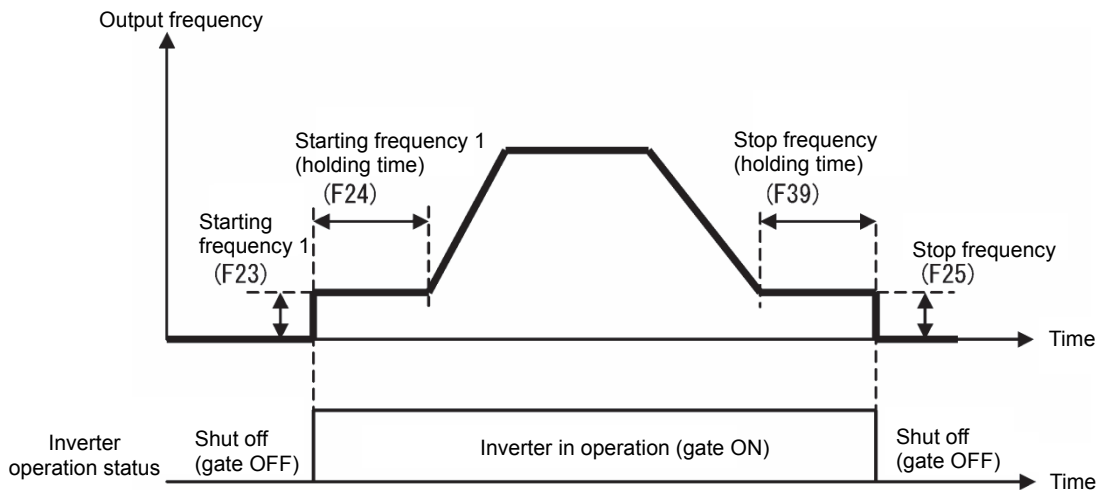 Output frequency
Starting frequency 1
(holding time)
(F24)
Stop frequency
(holding time)
(F39)
Starting
frequency 1
(F23)
Stop frequency
(F25)
Time
Inverter
operation status
Shut off
(gate OFF)
Inverter in operation (gate ON)
Shut off
(gate OFF)
Time